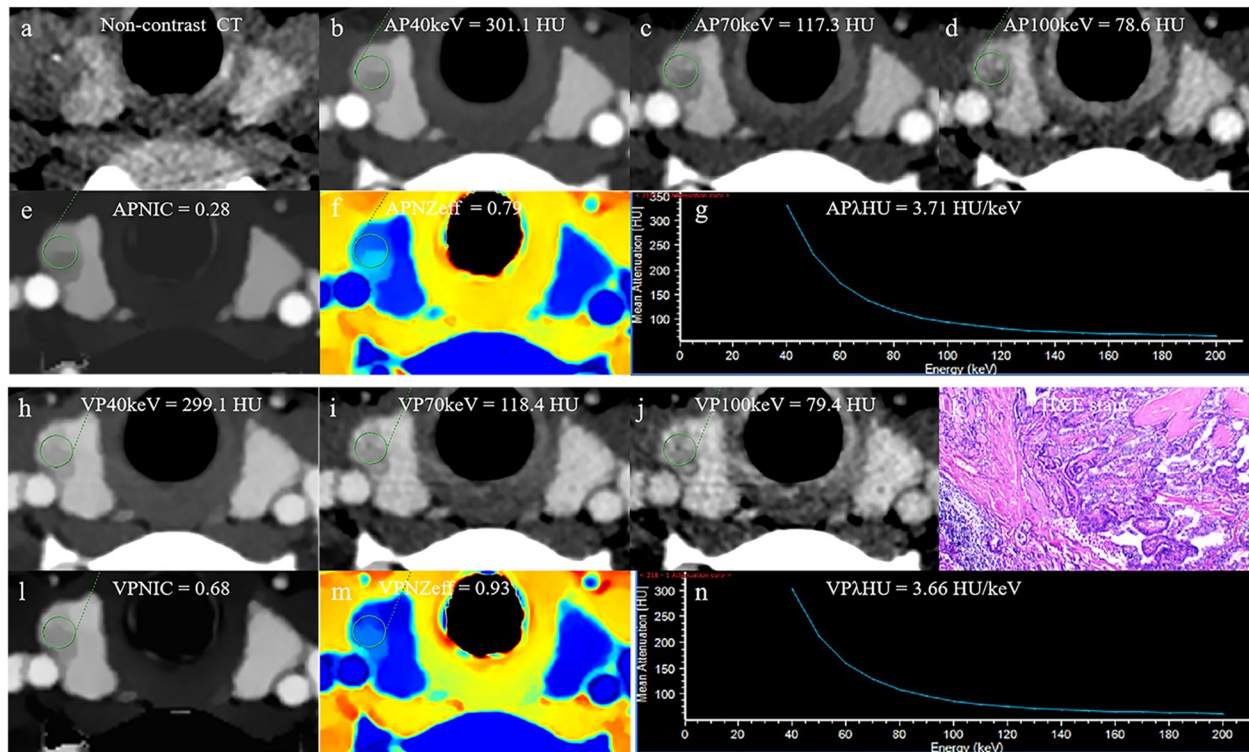 a Non-contrast CT
b AP40keV = 301.1 HU
c AP70keV = 117.3 HU
d AP100keV = 78.6 HU
e APNIC = 0.28
f APNZeff = 0.79
g APλHU = 3.71 HU/keV
Mean Attenuation [HU]
350
300
250
200
150
100
0 20 40 60 80 100 120 140 160 180 200
Energy (keV)
h VP40keV = 299.1 HU
i VP70keV = 118.4 HU
j VP100keV = 79.4 HU
k H&E stain
l VPNIC = 0.68
m VPNZeff = 0.93
n VPλHU = 3.66 HU/keV
Mean Attenuation [HU]
300
250
200
150
100
0 20 40 60 80 100 120 140 160 180 200
Energy (keV)